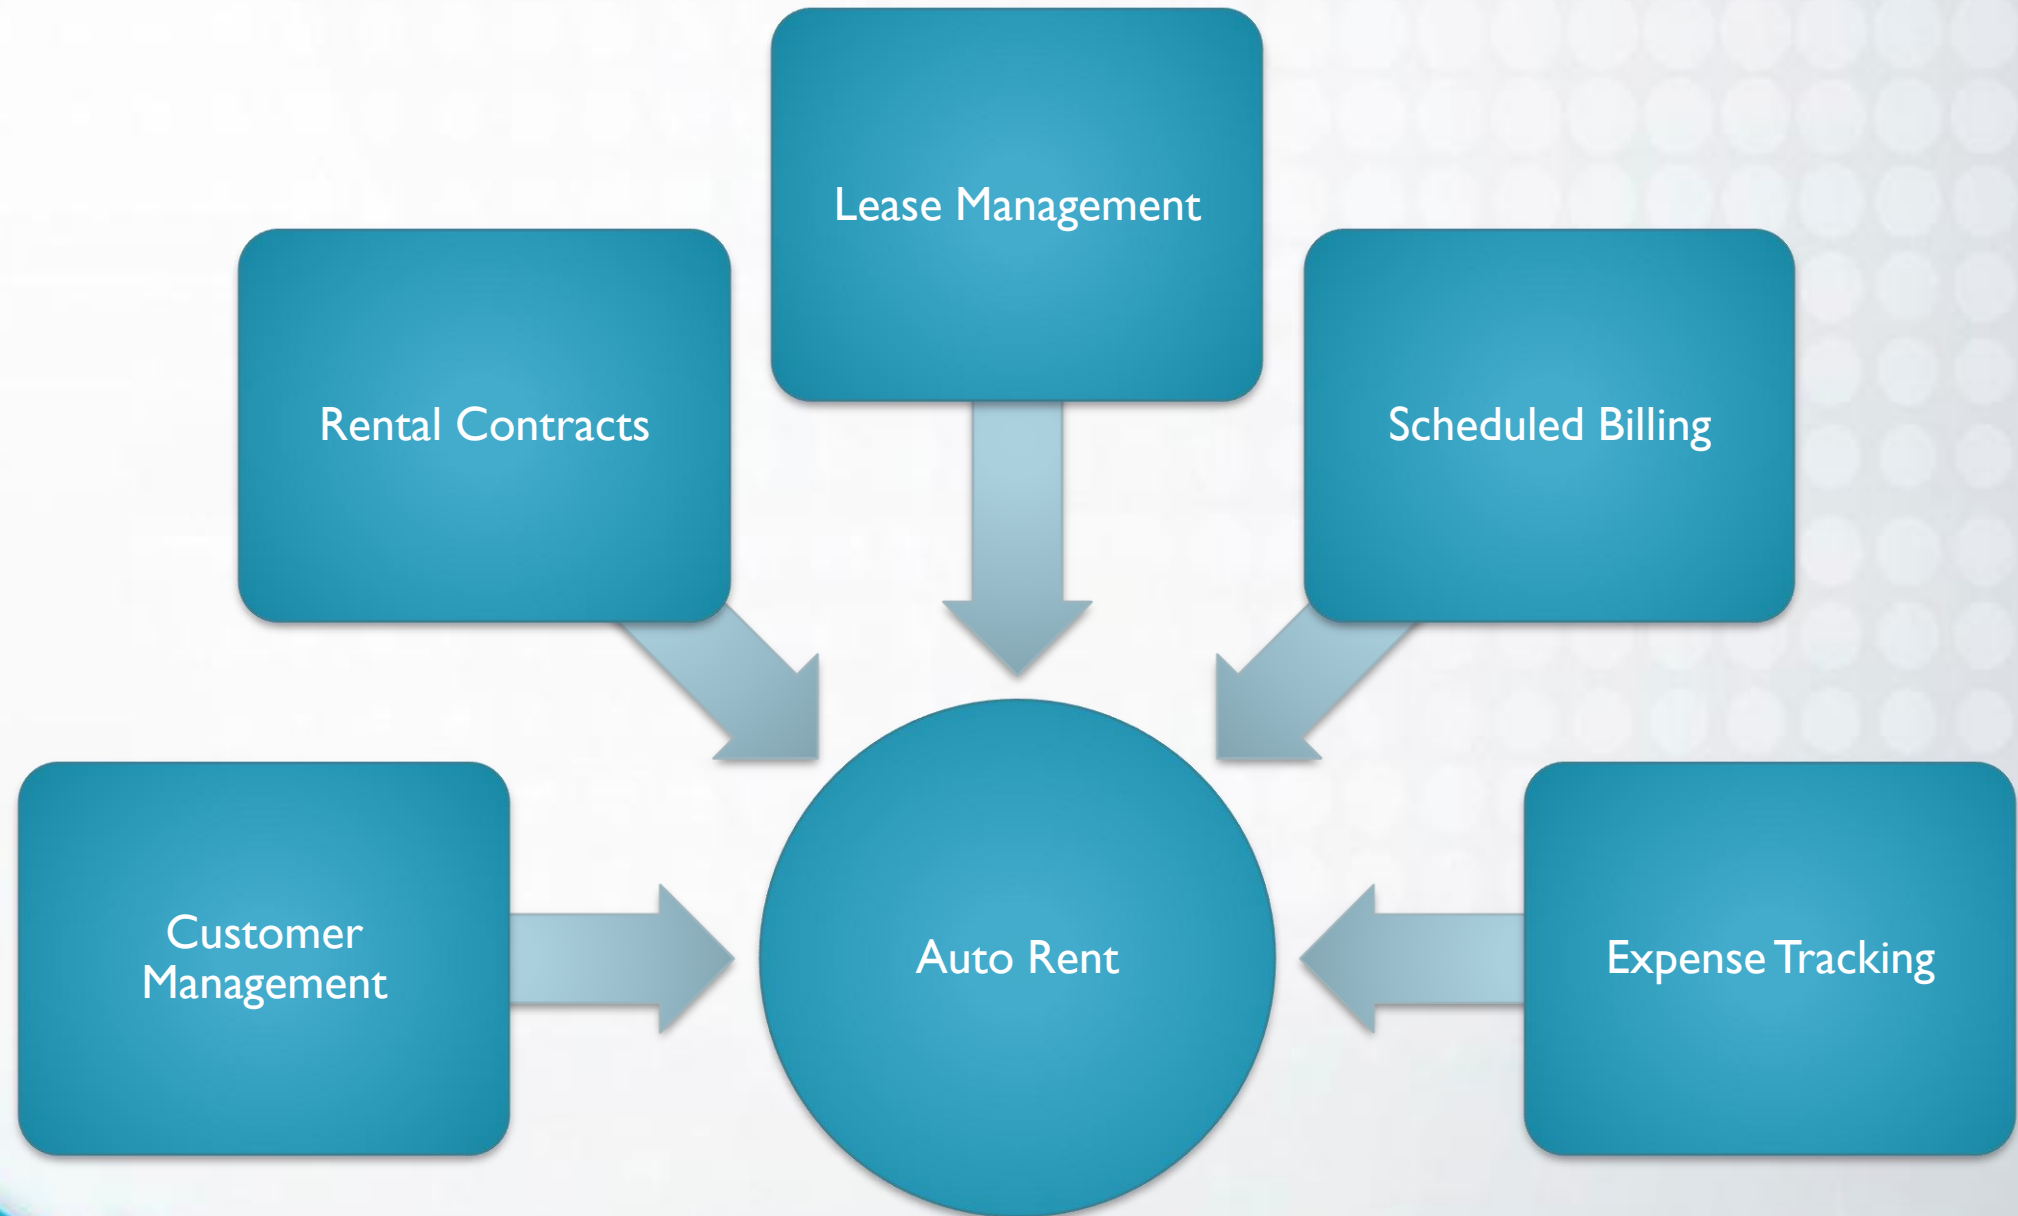 Lease Management
Rental Contracts
Scheduled Billing
Customer
Management
Auto Rent
Expense Tracking